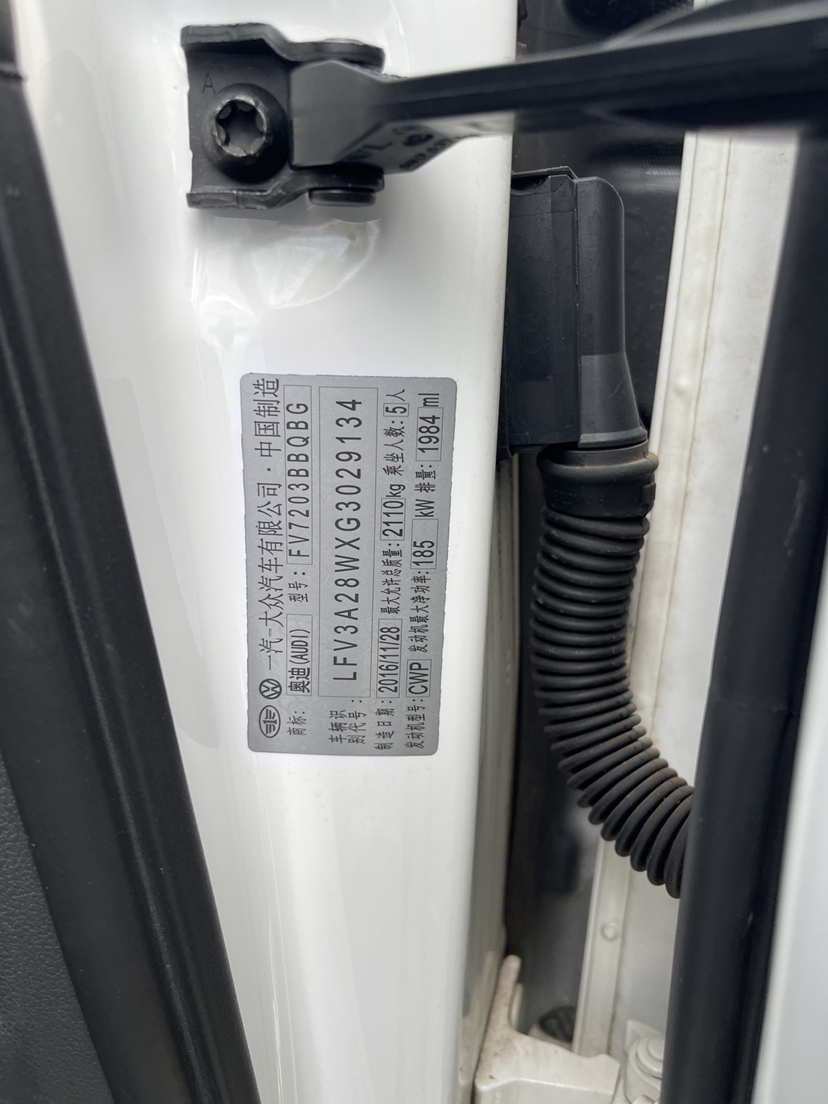 一汽-大众汽车有限公司·中国制造
商标: 奥迪(AUDI) 型号: FV7203BBQBG
车辆识别代号: LFV3A28WXG3029134
制造日期: 2016/11/28 最大允许总质量: 2110kg 乘坐人数: 5人
发动机型号: CWP 发动机最大净功率: 185 kW 排量: 1984 ml
A